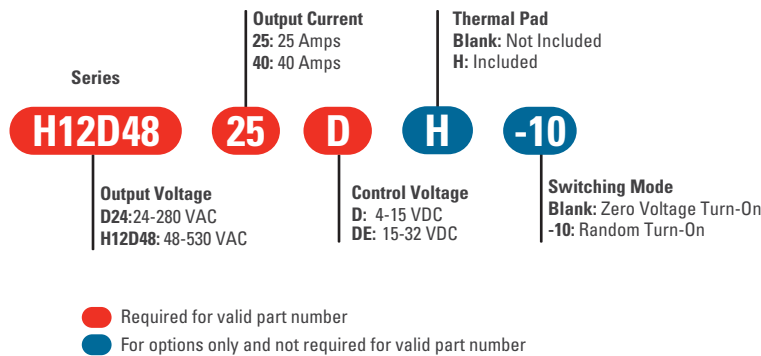 Output Current
25: 25 Amps
40: 40 Amps
Thermal Pad
Blank: Not Included
H: Included
Series
H12D48 25 D H -10
Output Voltage
D24:24-280 VAC
H12D48: 48-530 VAC
Control Voltage
D: 4-15 VDC
DE: 15-32 VDC
Switching Mode
Blank: Zero Voltage Turn-On
-10: Random Turn-On
Required for valid part number
For options only and not required for valid part number